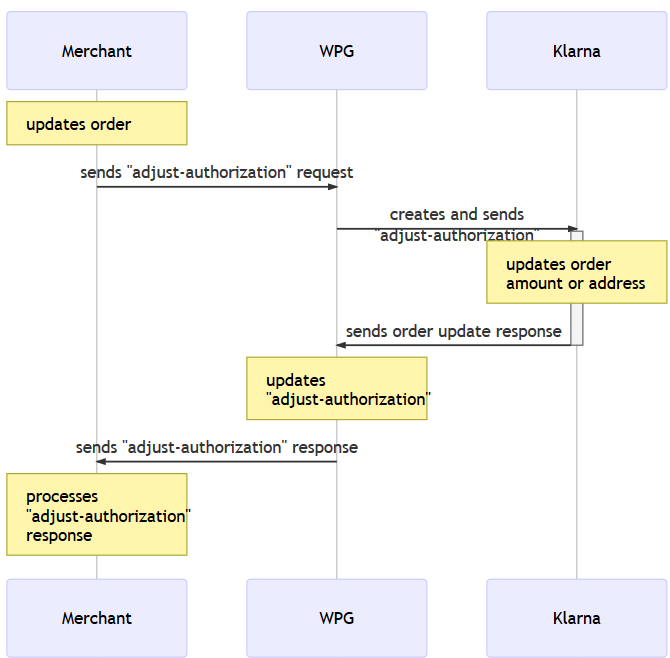 Merchant
WPG
Klarna
updates order
sends "adjust-authorization" request
creates and sends
"adjust-authorization"
updates order
amount or address
sends order update response
updates
"adjust-authorization"
sends "adjust-authorization" response
processes
"adjust-authorization"
response
Merchant
WPG
Klarna